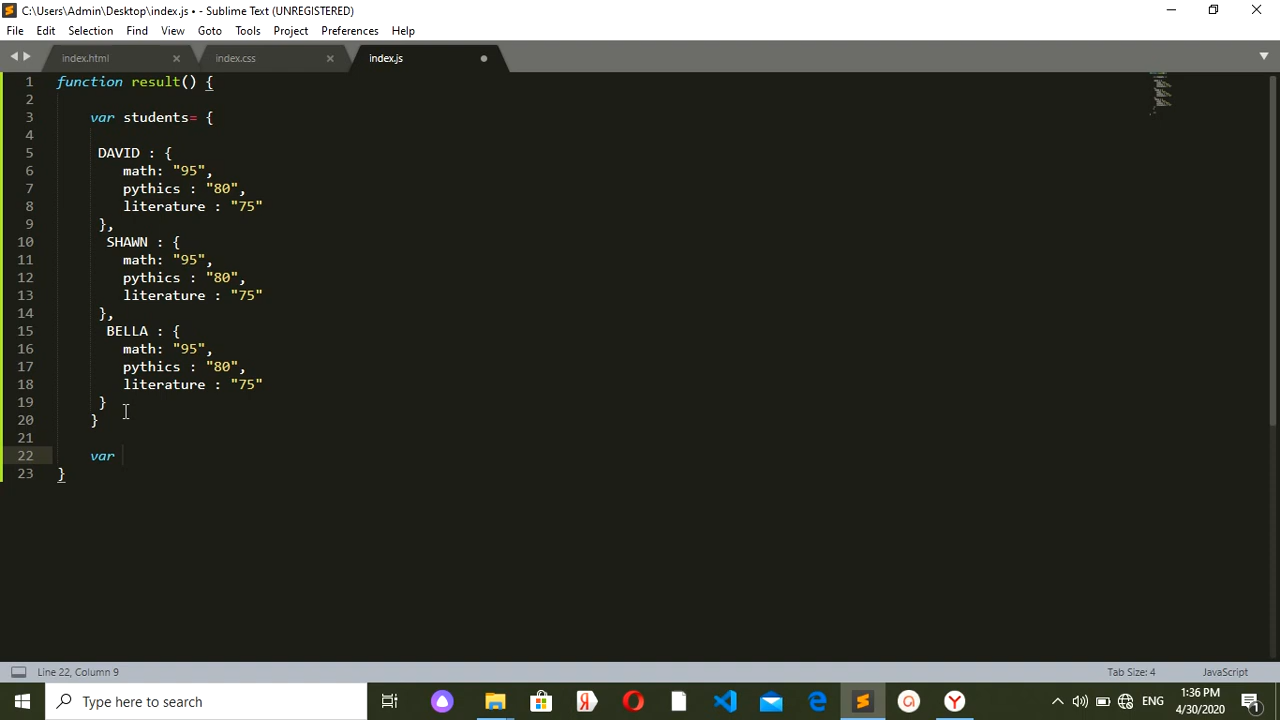 C:\Users\Admin\Desktop\index.js • - Sublime Text (UNREGISTERED)
File Edit Selection Find View Goto Tools Project Preferences Help
index.html index.css index.js
1 function result() {
2
3 var students= {
4
5 DAVID : {
6 math: "95",
7 pythics : "80",
8 literature : "75"
9 },
10 SHAWN : {
11 math: "95",
12 pythics : "80",
13 literature : "75"
14 },
15 BELLA : {
16 math: "95",
17 pythics : "80",
18 literature : "75"
19 }
20 }
21
22 var
23 }
Line 22, Column 9 Tab Size: 4 JavaScript
Type here to search ENG 1:36 PM
4/30/2020 1